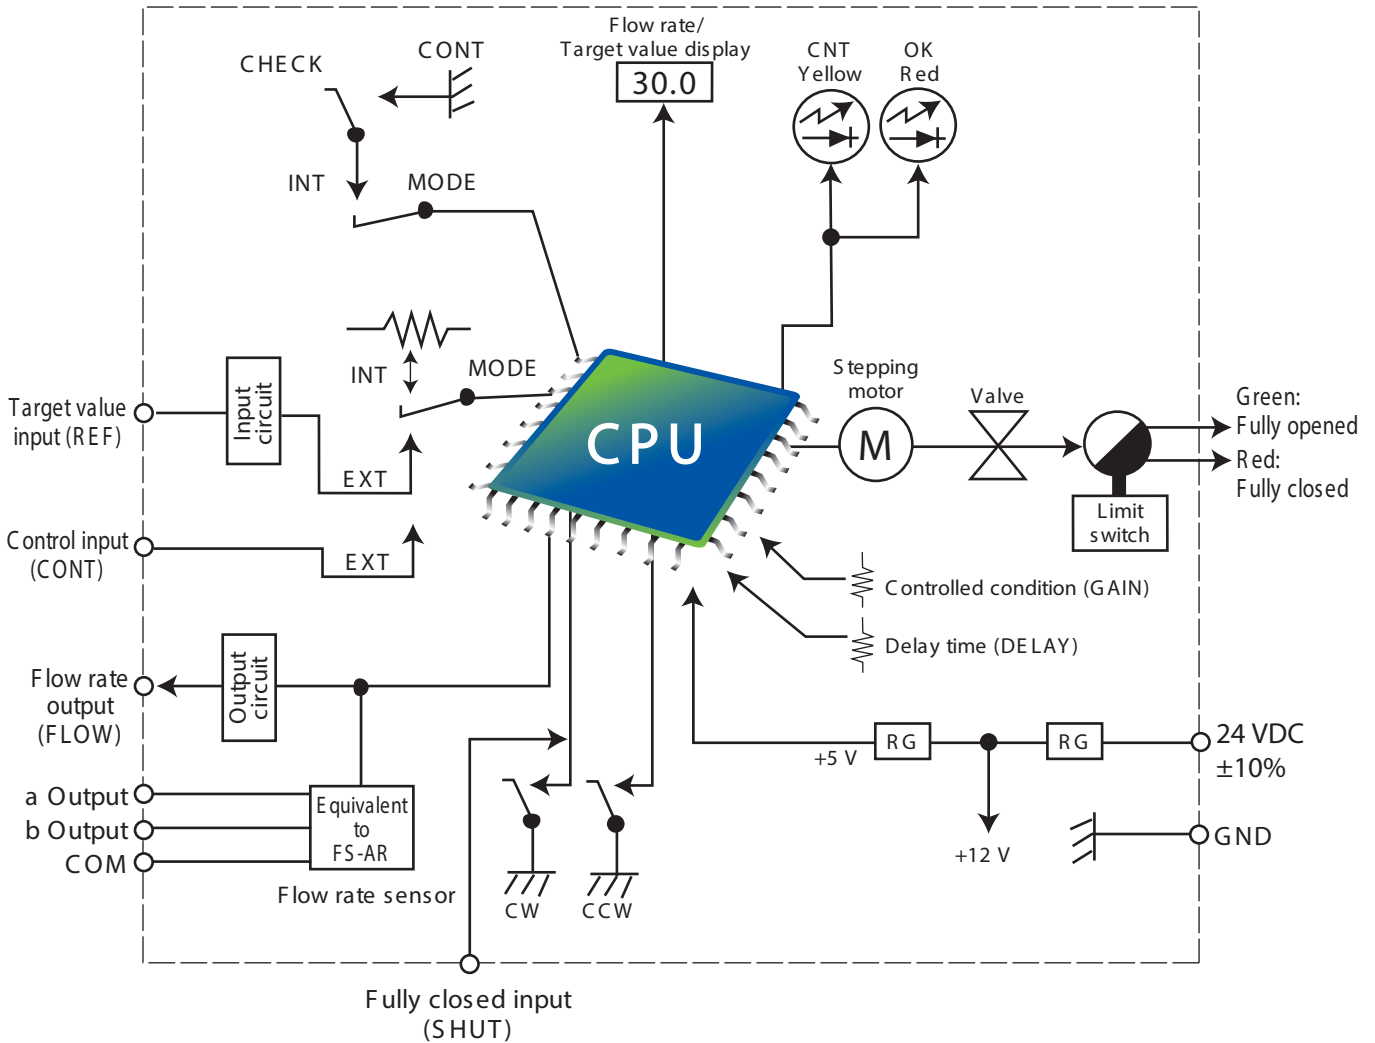 Flow rate/
Target value display
30.0
CHECK
CONT
CNT
Yellow
OK
Red
INT
MODE
INT
MODE
Target value
input (REF)
Input
circuit
EXT
Control input
(CONT)
EXT
CPU
Stepping
motor
M
Valve
Green:
Fully opened
Red:
Fully closed
Limit
switch
Controlled condition (GAIN)
Delay time (DELAY)
Flow rate
output
(FLOW)
Output
circuit
a Output
b Output
COM
Equivalent
to
FS-AR
Flow rate sensor
CW
CCW
+5 V
RG
RG
+12 V
24 VDC
±10%
GND
Fully closed input
(SHUT)